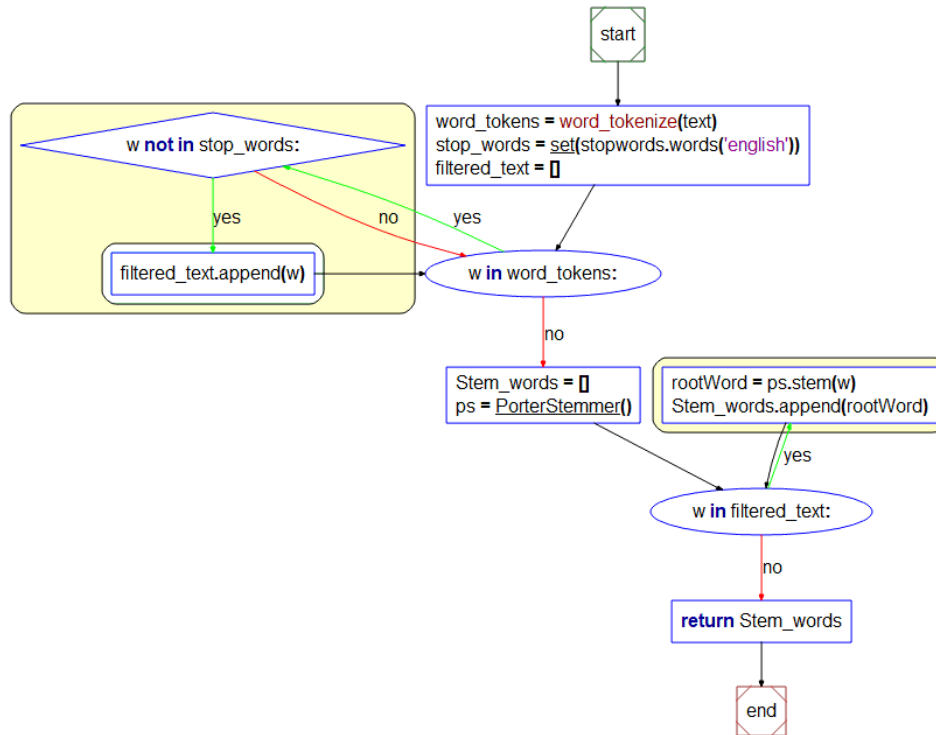 start
word_tokens = word_tokenize(text)
stop_words = set(stopwords.words('english'))
filtered_text = []
w not in stop_words:
yes
no
yes
filtered_text.append(w)
w in word_tokens:
no
Stem_words = []
ps = PorterStemmer()
rootWord = ps.stem(w)
Stem_words.append(rootWord)
yes
w in filtered_text:
no
return Stem_words
end